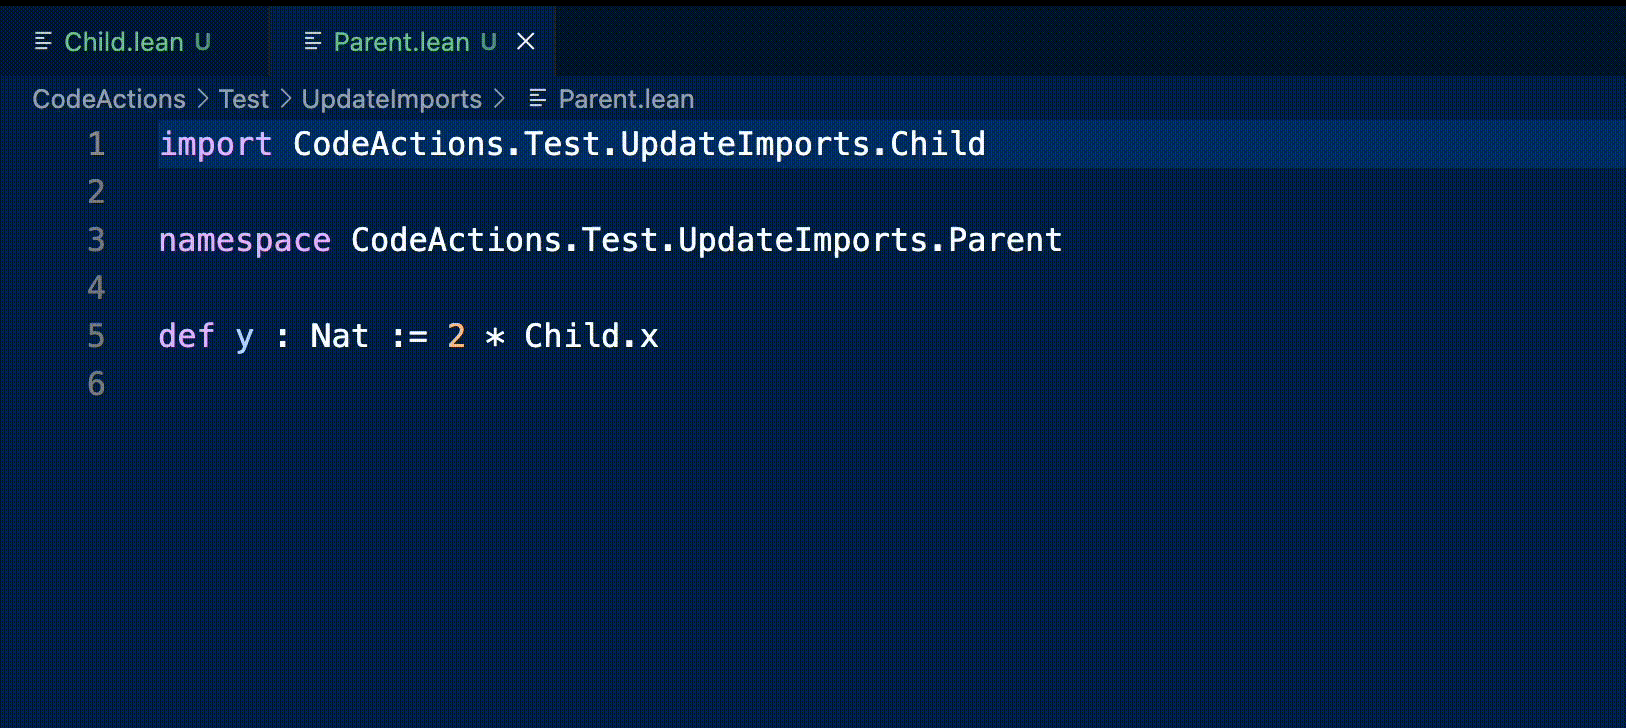 Child.lean U Parent.lean U
CodeActions > Test > UpdateImports > Parent.lean
1 import CodeActions.Test.UpdateImports.Child
2
3 namespace CodeActions.Test.UpdateImports.Parent
4
5 def y : Nat := 2 * Child.x
6